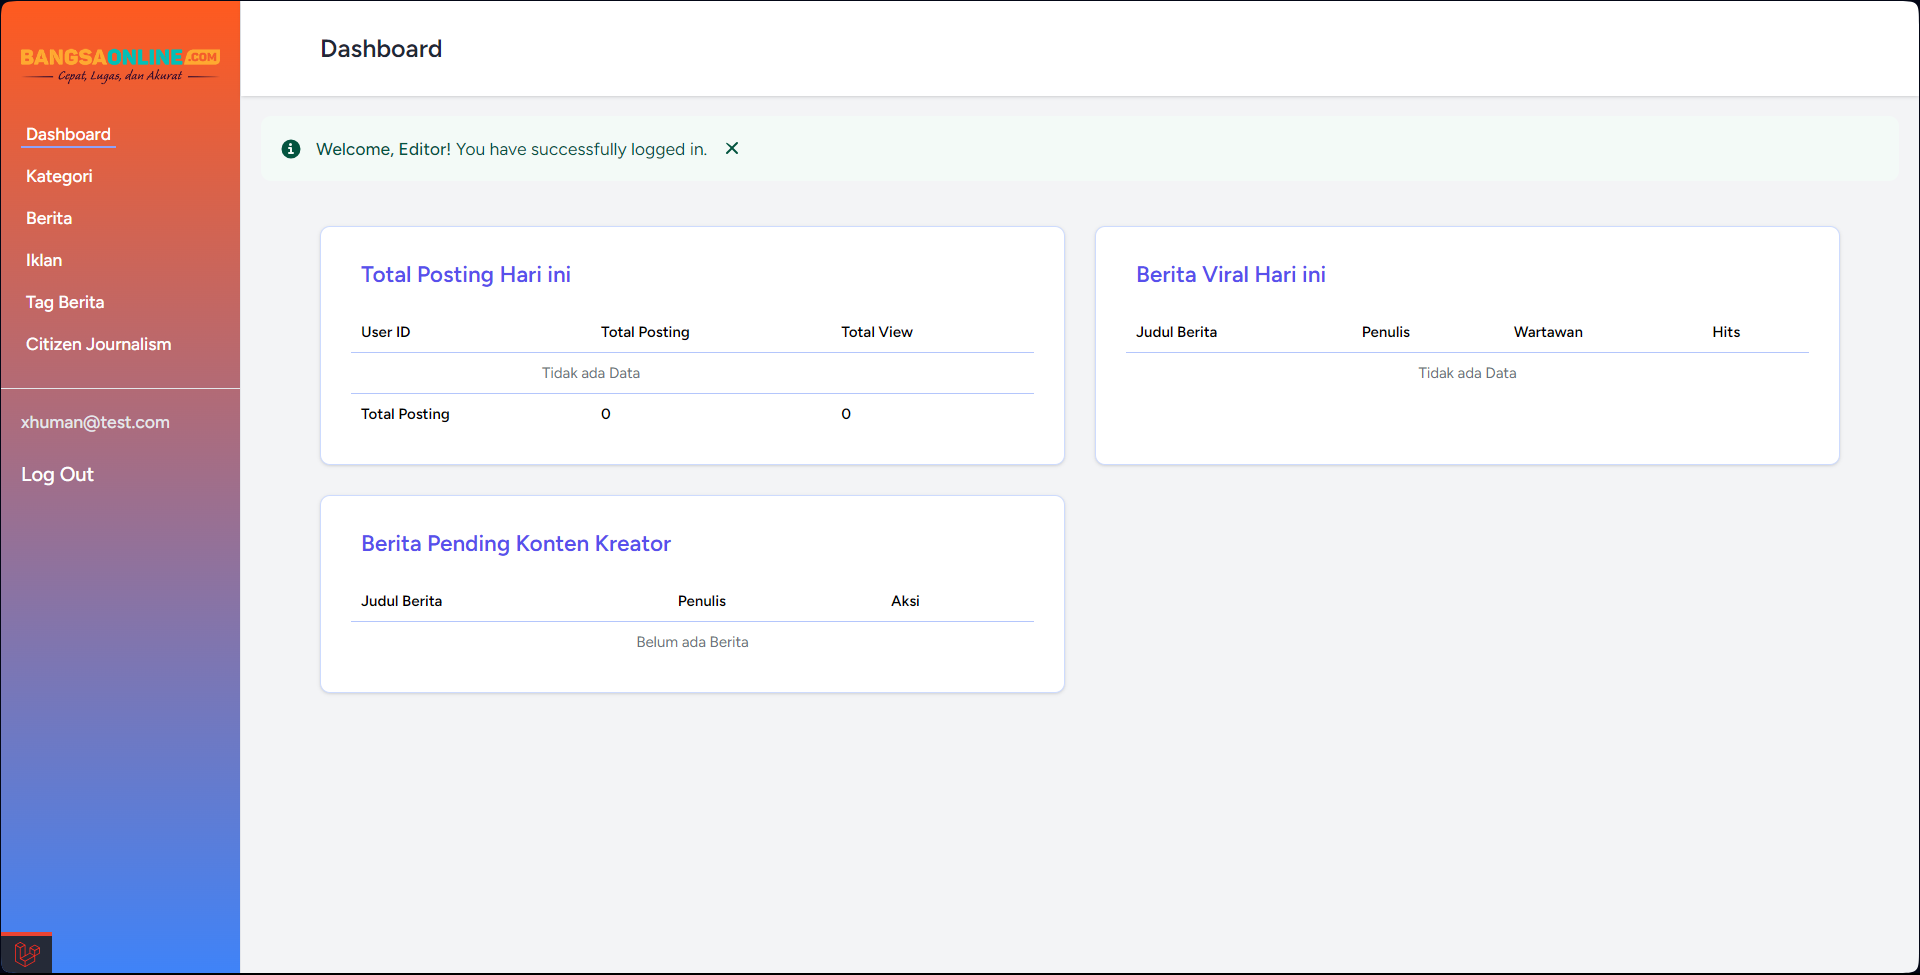 BANGSAONLINE.COM
Cepat, Lugas, dan Akurat
Dashboard
Kategori
Berita
Iklan
Tag Berita
Citizen Journalism
xhuman@test.com
Log Out
Dashboard
Welcome, Editor! You have successfully logged in.
Total Posting Hari ini
User ID Total Posting Total View
Tidak ada Data
Total Posting 0 0
Berita Viral Hari ini
Judul Berita Penulis Wartawan Hits
Tidak ada Data
Berita Pending Konten Kreator
Judul Berita Penulis Aksi
Belum ada Berita